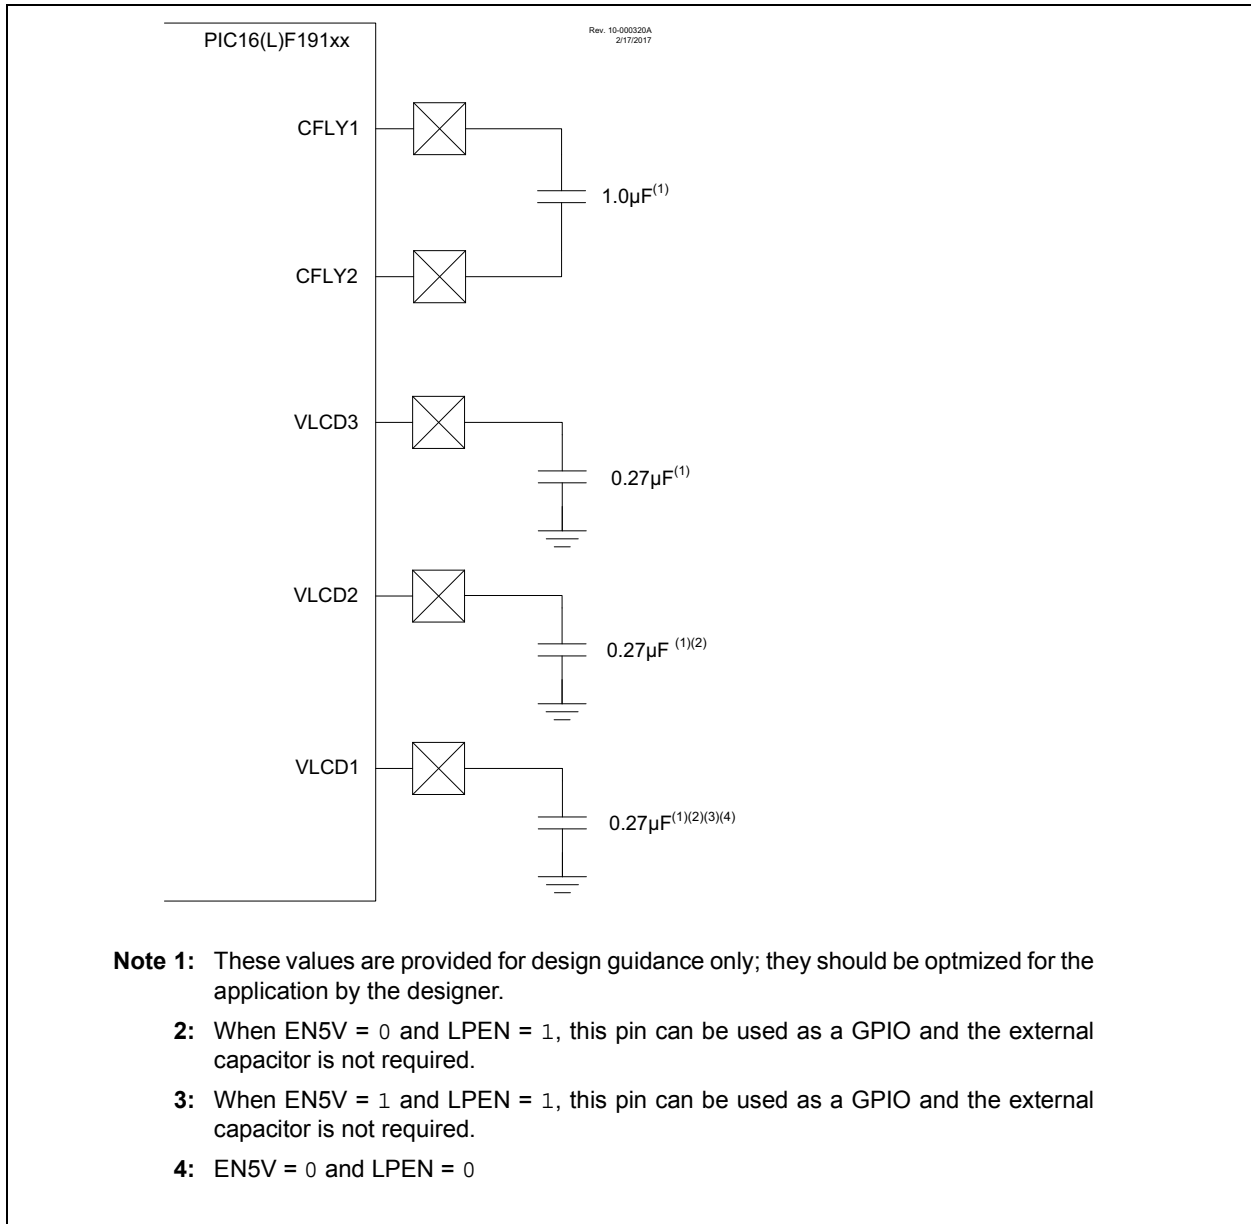 PIC16(L)F191xx
Rev. 10-000320A
2/17/2017
CFLY1
1.0µF(1)
CFLY2
VLCD3
0.27µF(1)
VLCD2
0.27µF (1)(2)
VLCD1
0.27µF(1)(2)(3)(4)
Note 1: These values are provided for design guidance only; they should be optmized for the
application by the designer.
2: When EN5V = 0 and LPEN = 1, this pin can be used as a GPIO and the external
capacitor is not required.
3: When EN5V = 1 and LPEN = 1, this pin can be used as a GPIO and the external
capacitor is not required.
4: EN5V = 0 and LPEN = 0